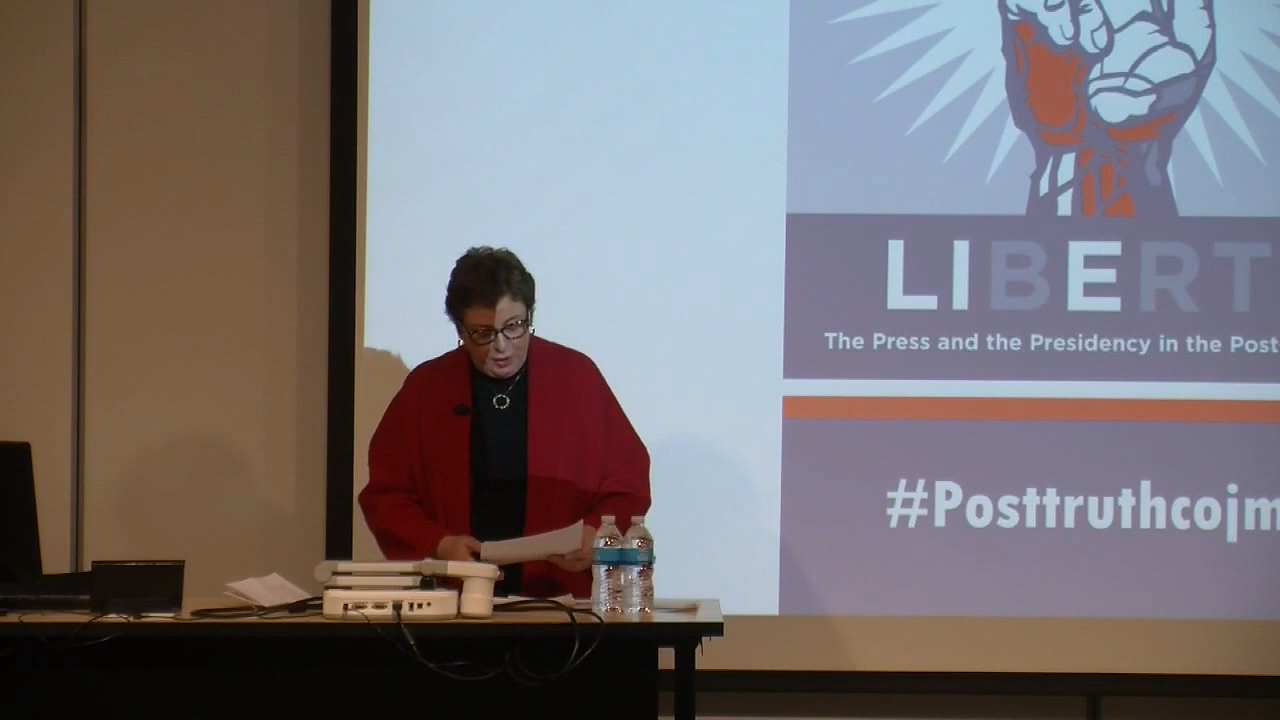 LIBERT
The Press and the Presidency in the Post
#Posttruthcojm